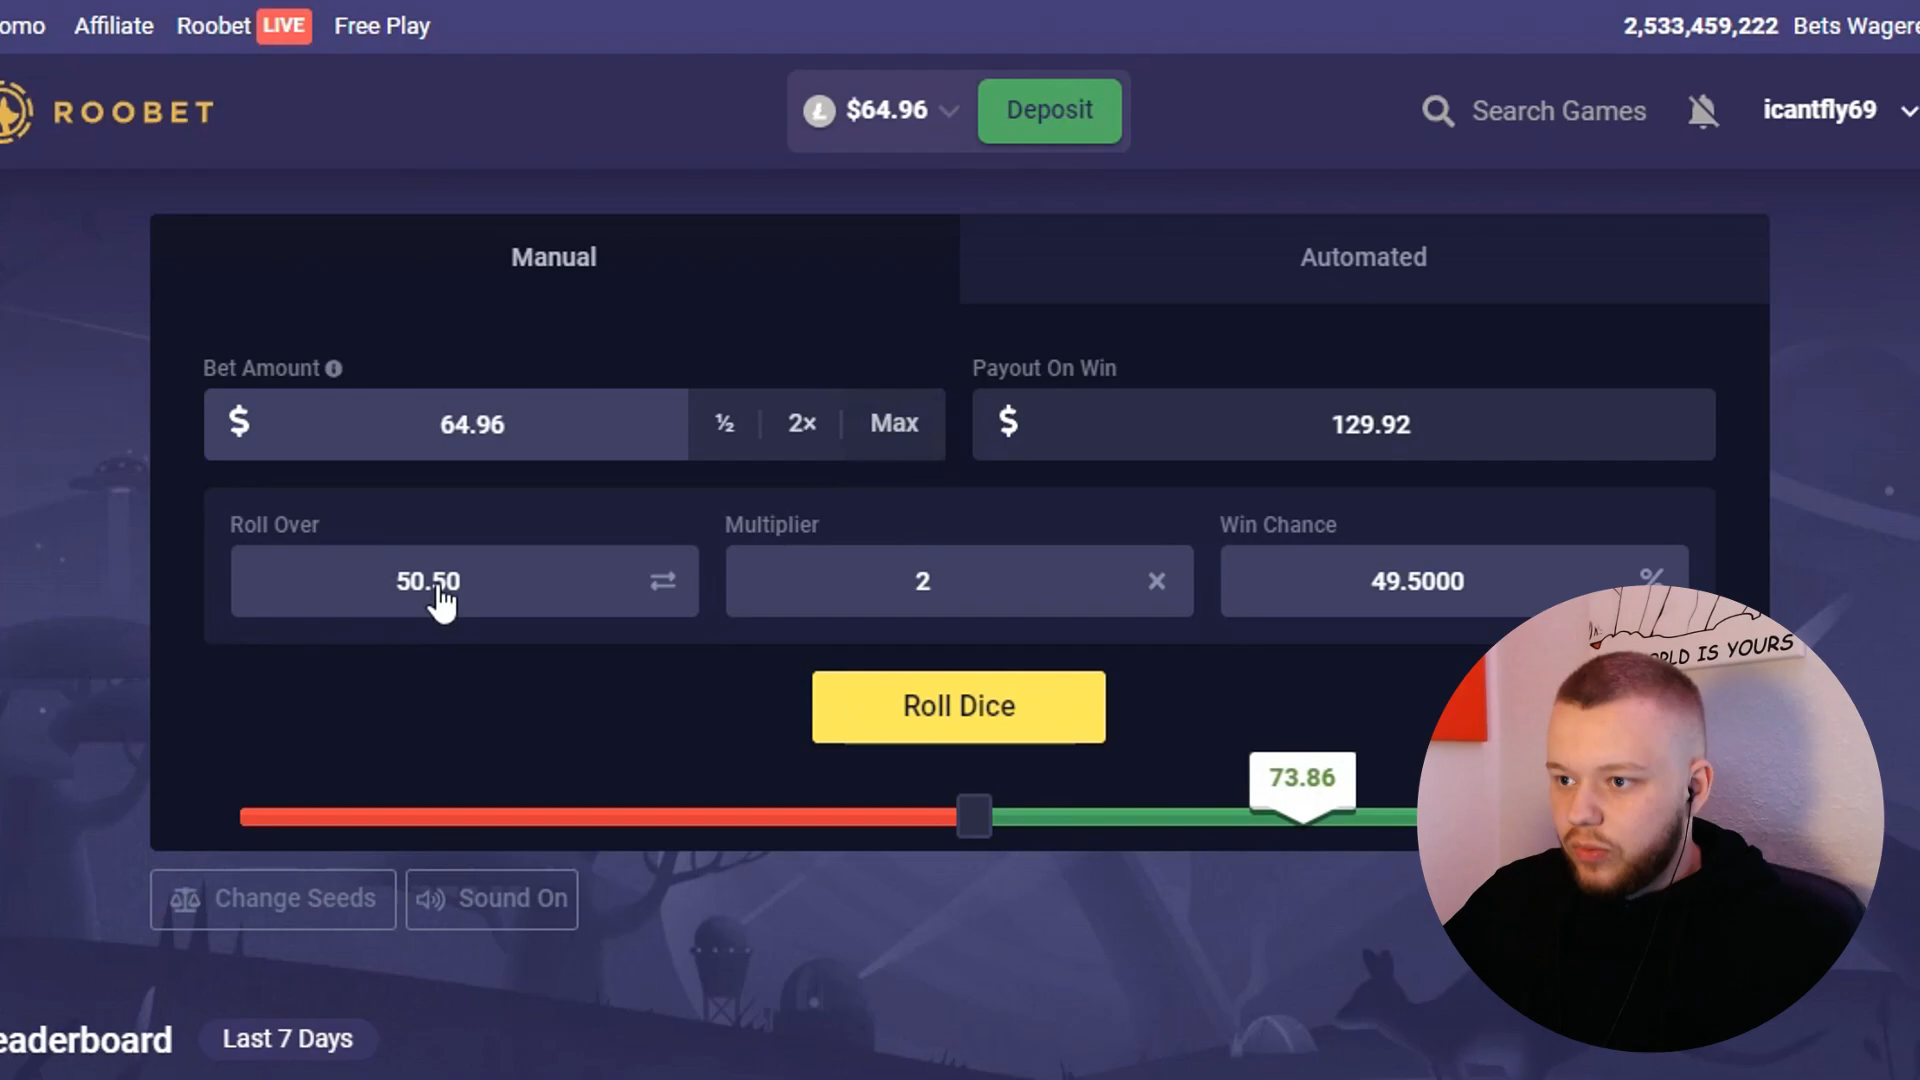 omo Affiliate Roobet LIVE Free Play 2,533,459,222 Bets Wagere
ROOBET Ł $64.96 Deposit Search Games icantfly69
Manual Automated
Bet Amount Payout On Win
$ 64.96 ½ 2× Max $ 129.92
Roll Over Multiplier Win Chance
50.50 2 × 49.5000 %
Roll Dice
73.86
ORLD IS YOURS
Change Seeds Sound On
eaderboard Last 7 Days